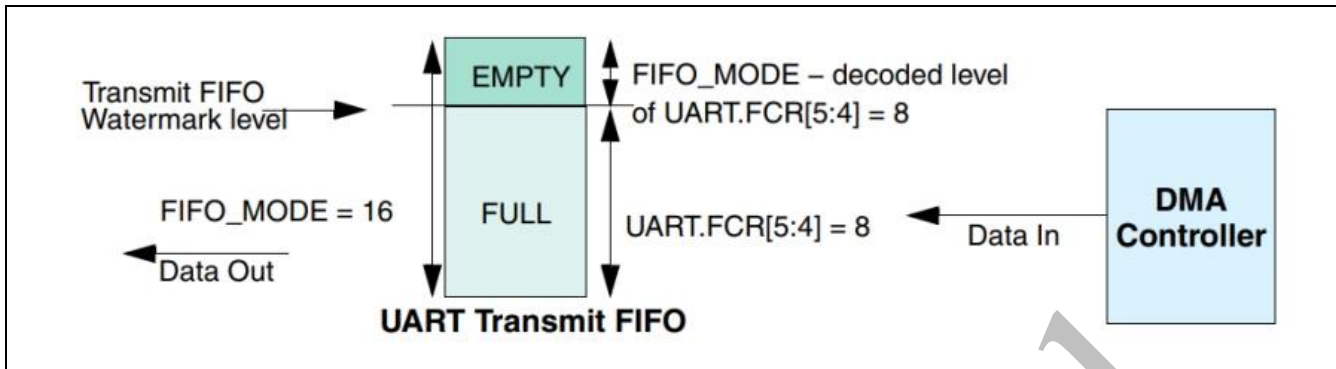 Transmit FIFO
Watermark level
EMPTY
FIFO_MODE – decoded level
of UART.FCR[5:4] = 8
FIFO_MODE = 16
FULL
UART.FCR[5:4] = 8
Data Out
Data In
DMA
Controller
UART Transmit FIFO